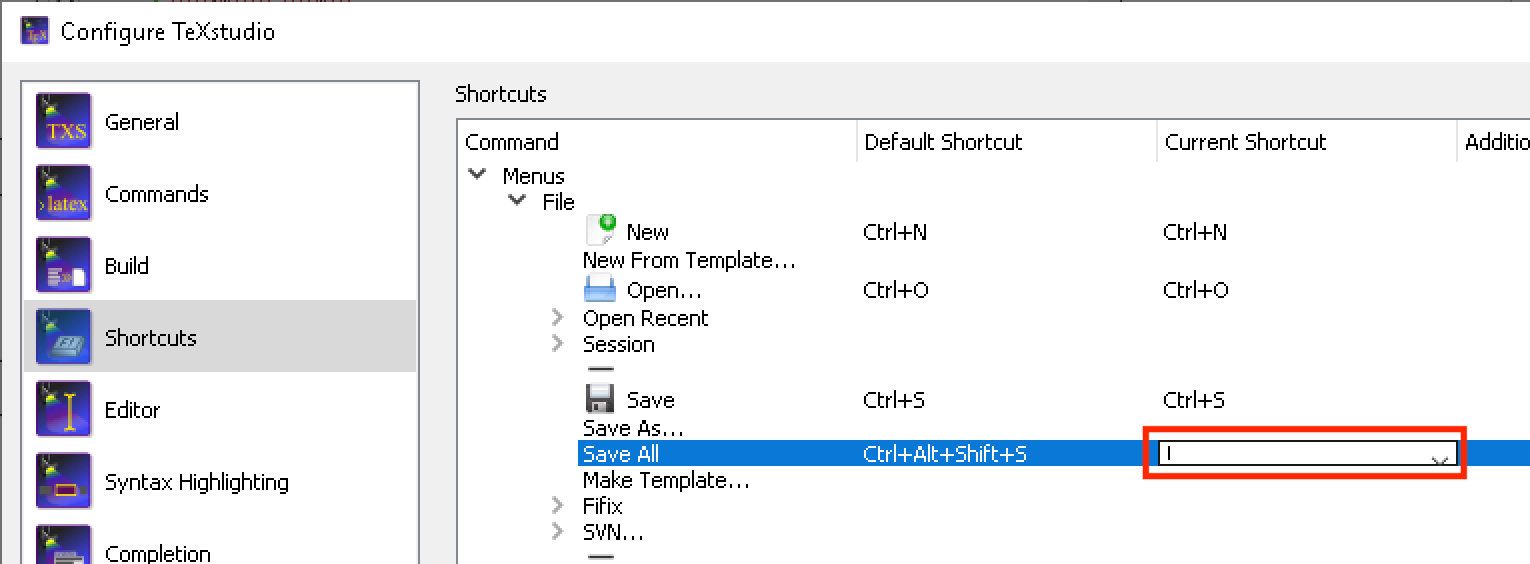 Configure TeXstudio
General
Commands
Build
Shortcuts
Editor
Syntax Highlighting
Completion
Shortcuts
Command Default Shortcut Current Shortcut Additio
Menus
File
New Ctrl+N Ctrl+N
New From Template...
Open... Ctrl+O Ctrl+O
Open Recent
Session
Save Ctrl+S Ctrl+S
Save As...
Save All Ctrl+Alt+Shift+S
Make Template...
Fifix
SVN...